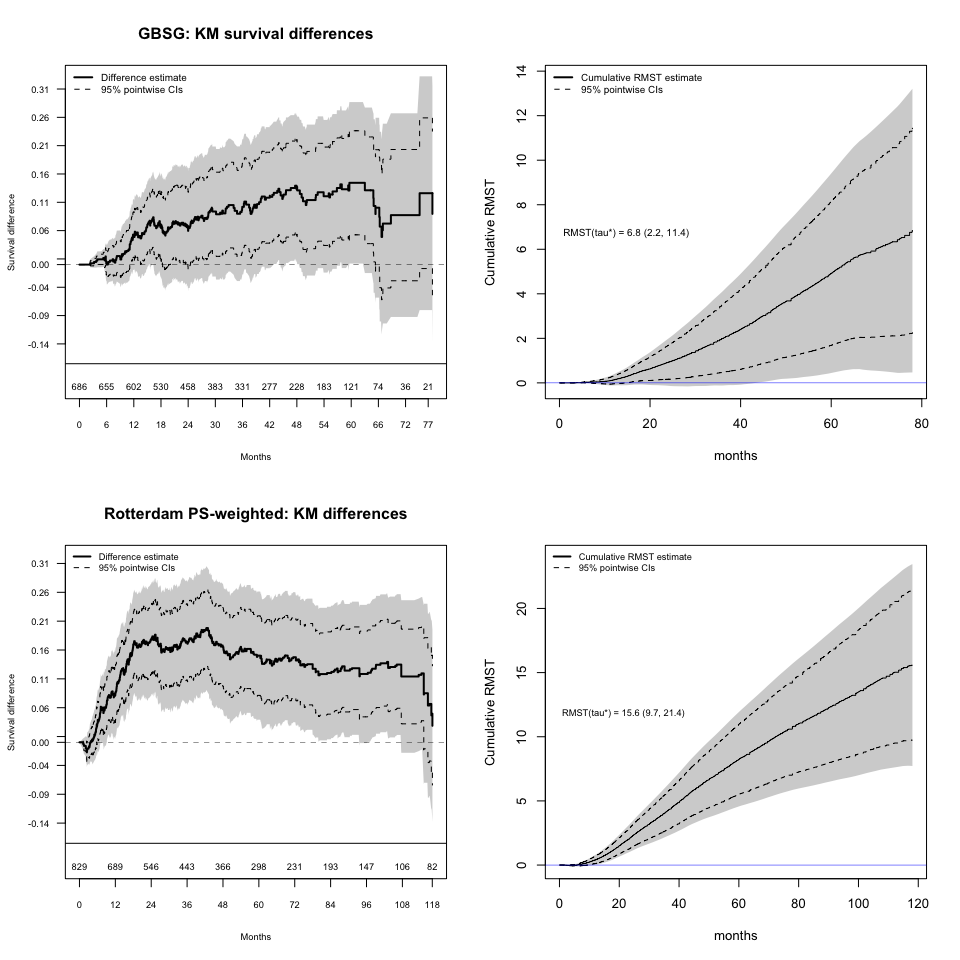 GBSG: KM survival differences
Difference estimate
95% pointwise CIs
Survival difference
0.31
0.26
0.21
0.16
0.11
0.06
0.00
-0.04
-0.09
-0.14
686 655 602 530 458 383 331 277 228 183 121 74 36 21
0 6 12 18 24 30 36 42 48 54 60 66 72 77
Months
Cumulative RMST estimate
95% pointwise CIs
Cumulative RMST
14
12
10
8
6
4
2
0
RMST(tau*) = 6.8 (2.2, 11.4)
0 20 40 60 80
months
Rotterdam PS-weighted: KM differences
Difference estimate
95% pointwise CIs
Survival difference
0.31
0.26
0.21
0.16
0.11
0.06
0.00
-0.04
-0.09
-0.14
829 689 546 443 366 298 231 193 147 106 82
0 12 24 36 48 60 72 84 96 108 118
Months
Cumulative RMST estimate
95% pointwise CIs
Cumulative RMST
20
15
10
5
0
RMST(tau*) = 15.6 (9.7, 21.4)
0 20 40 60 80 100 120
months